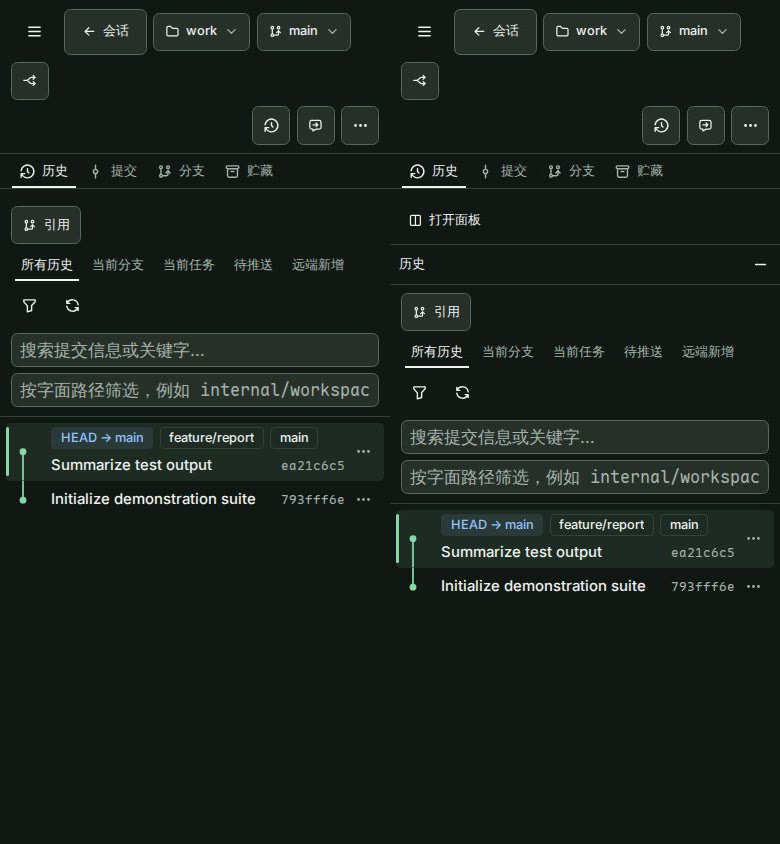 会话 work main
历史 提交 分支 贮藏
引用
所有历史 当前分支 当前任务 待推送 远端新增
搜索提交信息或关键字...
按字面路径筛选，例如 internal/workspac
HEAD → main feature/report main
Summarize test output ea21c6c5
Initialize demonstration suite 793fff6e
会话 work main
历史 提交 分支 贮藏
打开面板
历史
引用
所有历史 当前分支 当前任务 待推送 远端新增
搜索提交信息或关键字...
按字面路径筛选，例如 internal/workspac
HEAD → main feature/report main
Summarize test output ea21c6c5
Initialize demonstration suite 793fff6e